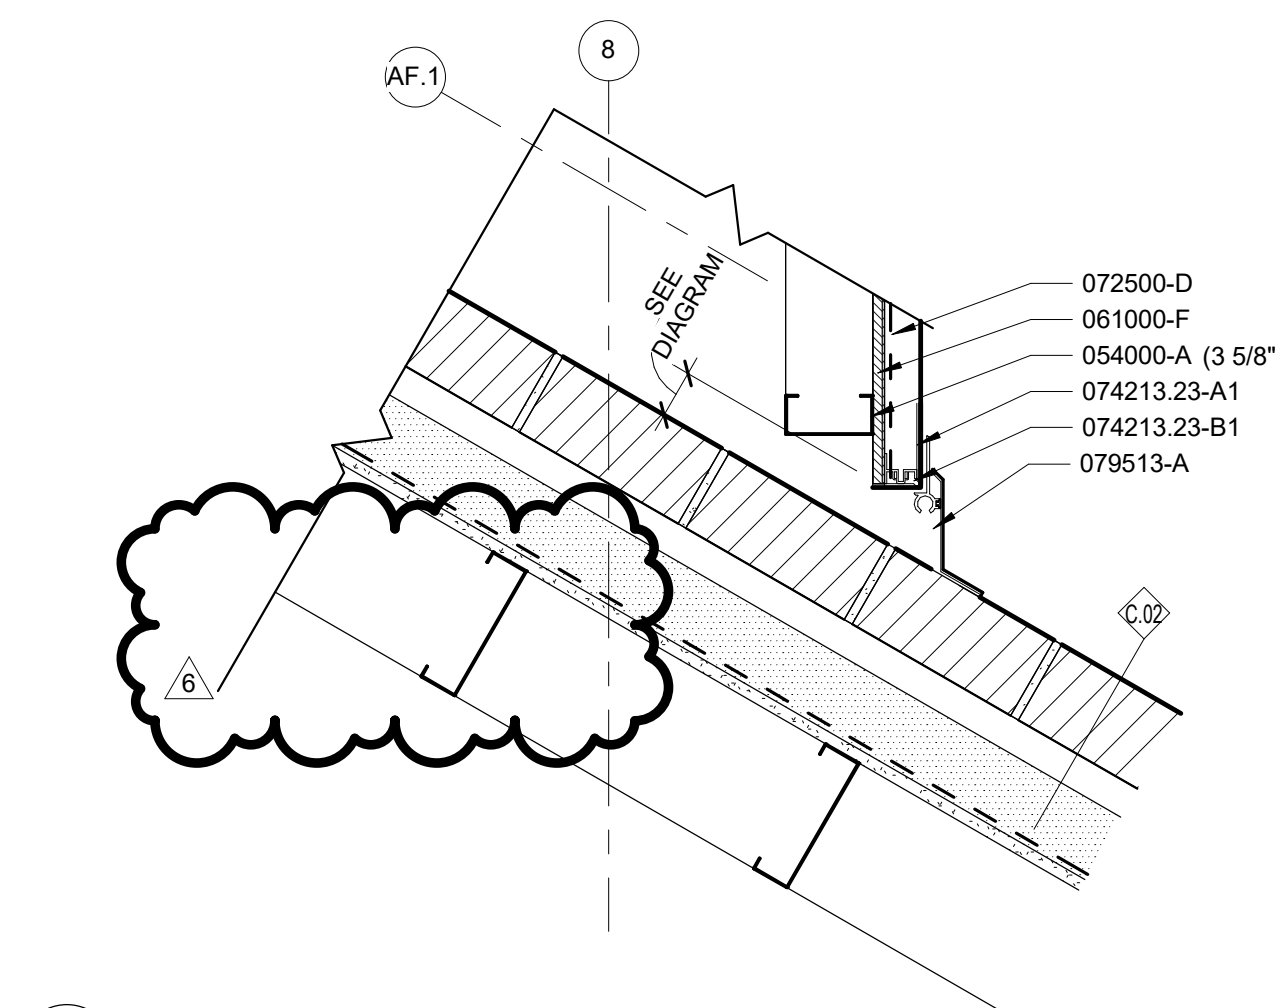 8
AF.1
SEE
DIAGRAM
072500-D
061000-F
054000-A (3 5/8"
074213.23-A1
074213.23-B1
079513-A
C.02
6